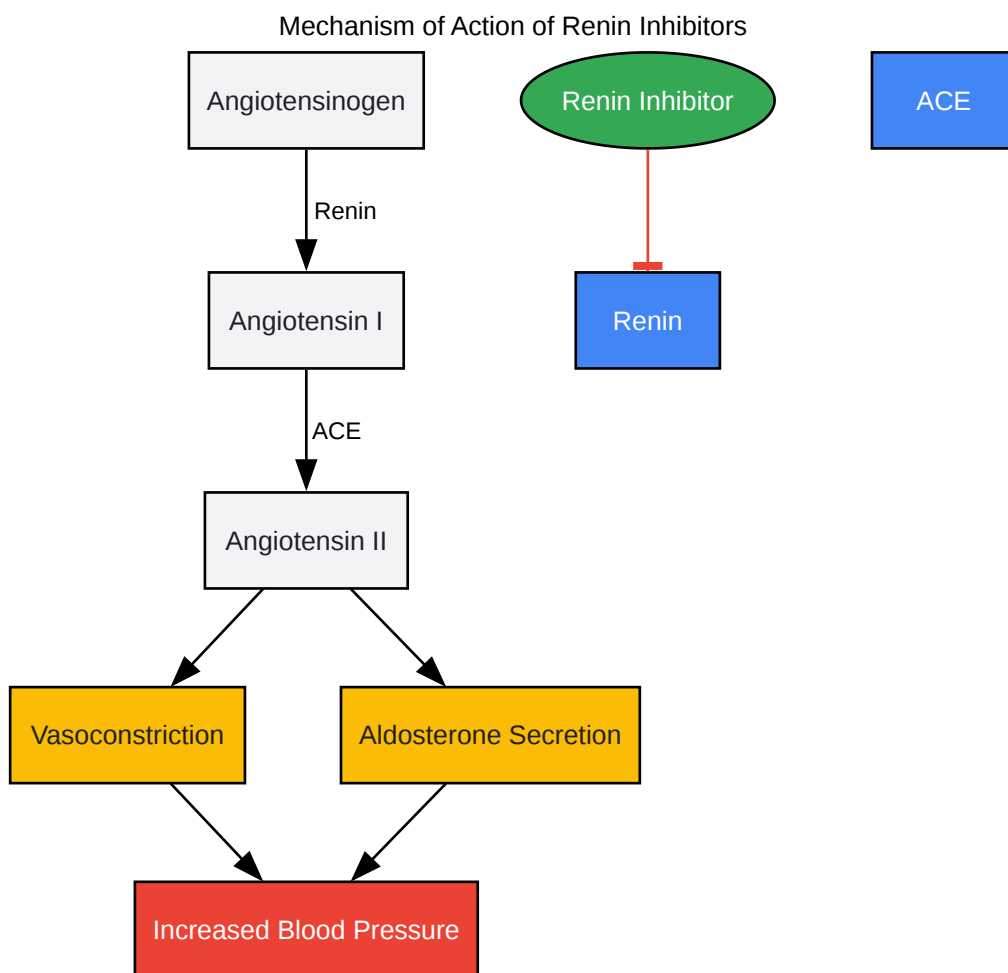 Mechanism of Action of Renin Inhibitors
Angiotensinogen
Renin Inhibitor
ACE
Renin
Angiotensin I
Renin
ACE
Angiotensin II
Vasoconstriction
Aldosterone Secretion
Increased Blood Pressure